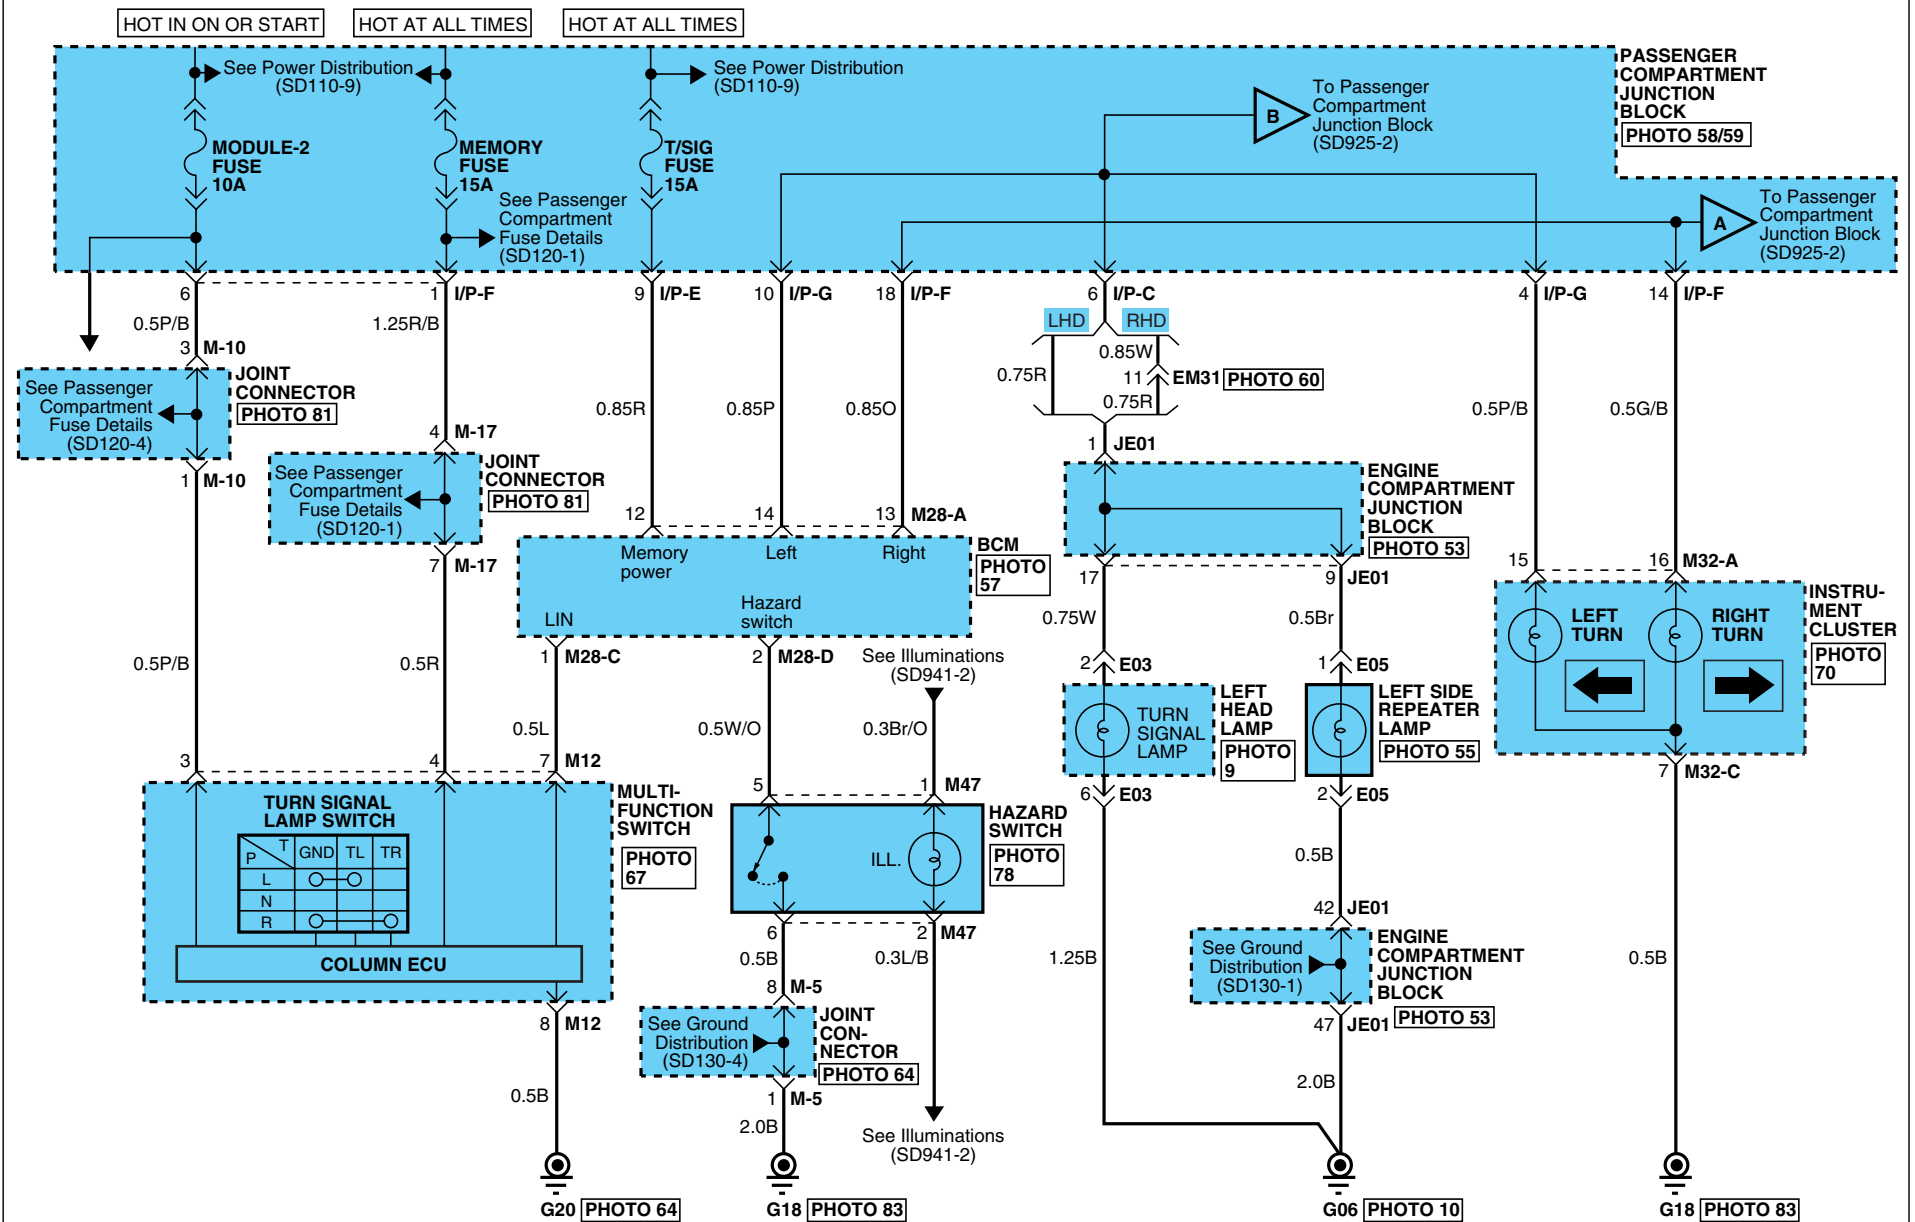 HOT IN ON OR START
HOT AT ALL TIMES
HOT AT ALL TIMES
See Power Distribution
(SD110-9)
See Power Distribution
(SD110-9)
MODULE-2
FUSE
10A
MEMORY
FUSE
15A
T/SIG
FUSE
15A
See Passenger
Compartment
Fuse Details
(SD120-1)
B
To Passenger
Compartment
Junction Block
(SD925-2)
PASSENGER
COMPARTMENT
JUNCTION
BLOCK
PHOTO 58/59
A
To Passenger
Compartment
Junction Block
(SD925-2)
6
1 I/P-F
9 I/P-E
10 I/P-G
18 I/P-F
6 I/P-C
4 I/P-G
14 I/P-F
0.5P/B
1.25R/B
LHD
RHD
0.85W
0.75R
11 EM31 PHOTO 60
0.75R
3 M-10
JOINT
CONNECTOR
PHOTO 81
See Passenger
Compartment
Fuse Details
(SD120-4)
1 M-10
0.85R
0.85P
0.85O
0.5P/B
0.5G/B
4 M-17
JOINT
CONNECTOR
PHOTO 81
See Passenger
Compartment
Fuse Details
(SD120-1)
7 M-17
1 JE01
ENGINE
COMPARTMENT
JUNCTION
BLOCK
PHOTO 53
12
14
13 M28-A
Memory
power
Left
Right
BCM
PHOTO
57
LIN
Hazard
switch
1 M28-C
2 M28-D
17
9 JE01
15
16 M32-A
0.75W
0.5Br
LEFT
TURN
RIGHT
TURN
INSTRU-
MENT
CLUSTER
PHOTO
70
0.5P/B
0.5R
See Illuminations
(SD941-2)
2 E03
1 E05
0.5L
0.5W/O
0.3Br/O
TURN
SIGNAL
LAMP
LEFT
HEAD
LAMP
PHOTO
9
LEFT SIDE
REPEATER
LAMP
PHOTO 55
3
4
7 M12
5
1 M47
6 E03
2 E05
7 M32-C
TURN SIGNAL
LAMP SWITCH
T
P
GND
TL
TR
L
N
R
COLUMN ECU
MULTI-
FUNCTION
SWITCH
PHOTO
67
ILL.
HAZARD
SWITCH
PHOTO
78
0.5B
6
2 M47
0.5B
0.3L/B
1.25B
0.5B
42 JE01
See Ground
Distribution
(SD130-1)
ENGINE
COMPARTMENT
JUNCTION
BLOCK
PHOTO 53
47 JE01
8 M12
8 M-5
See Ground
Distribution
(SD130-4)
JOINT
CON-
NECTOR
PHOTO 64
1 M-5
0.5B
2.0B
2.0B
See Illuminations
(SD941-2)
G20 PHOTO 64
G18 PHOTO 83
G06 PHOTO 10
G18 PHOTO 83